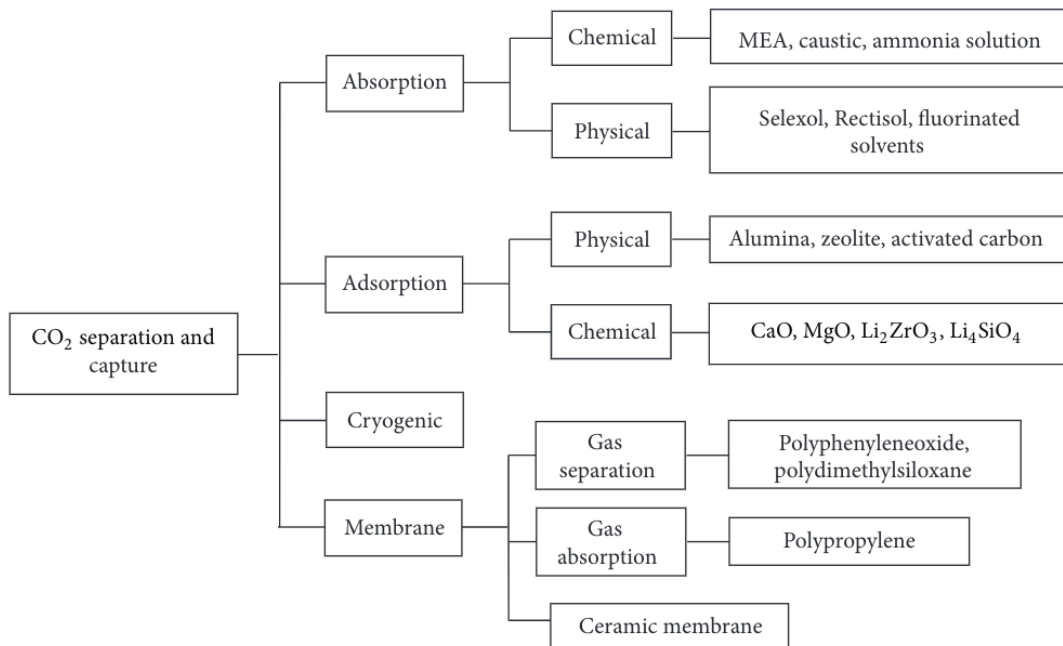 CO₂ separation and
capture
Absorption
Chemical
MEA, caustic, ammonia solution
Physical
Selexol, Rectisol, fluorinated
solvents
Adsorption
Physical
Alumina, zeolite, activated carbon
Chemical
CaO, MgO, Li₂ZrO₃, Li₄SiO₄
Cryogenic
Membrane
Gas
separation
Polyphenyleneoxide,
polydimethylsiloxane
Gas
absorption
Polypropylene
Ceramic membrane